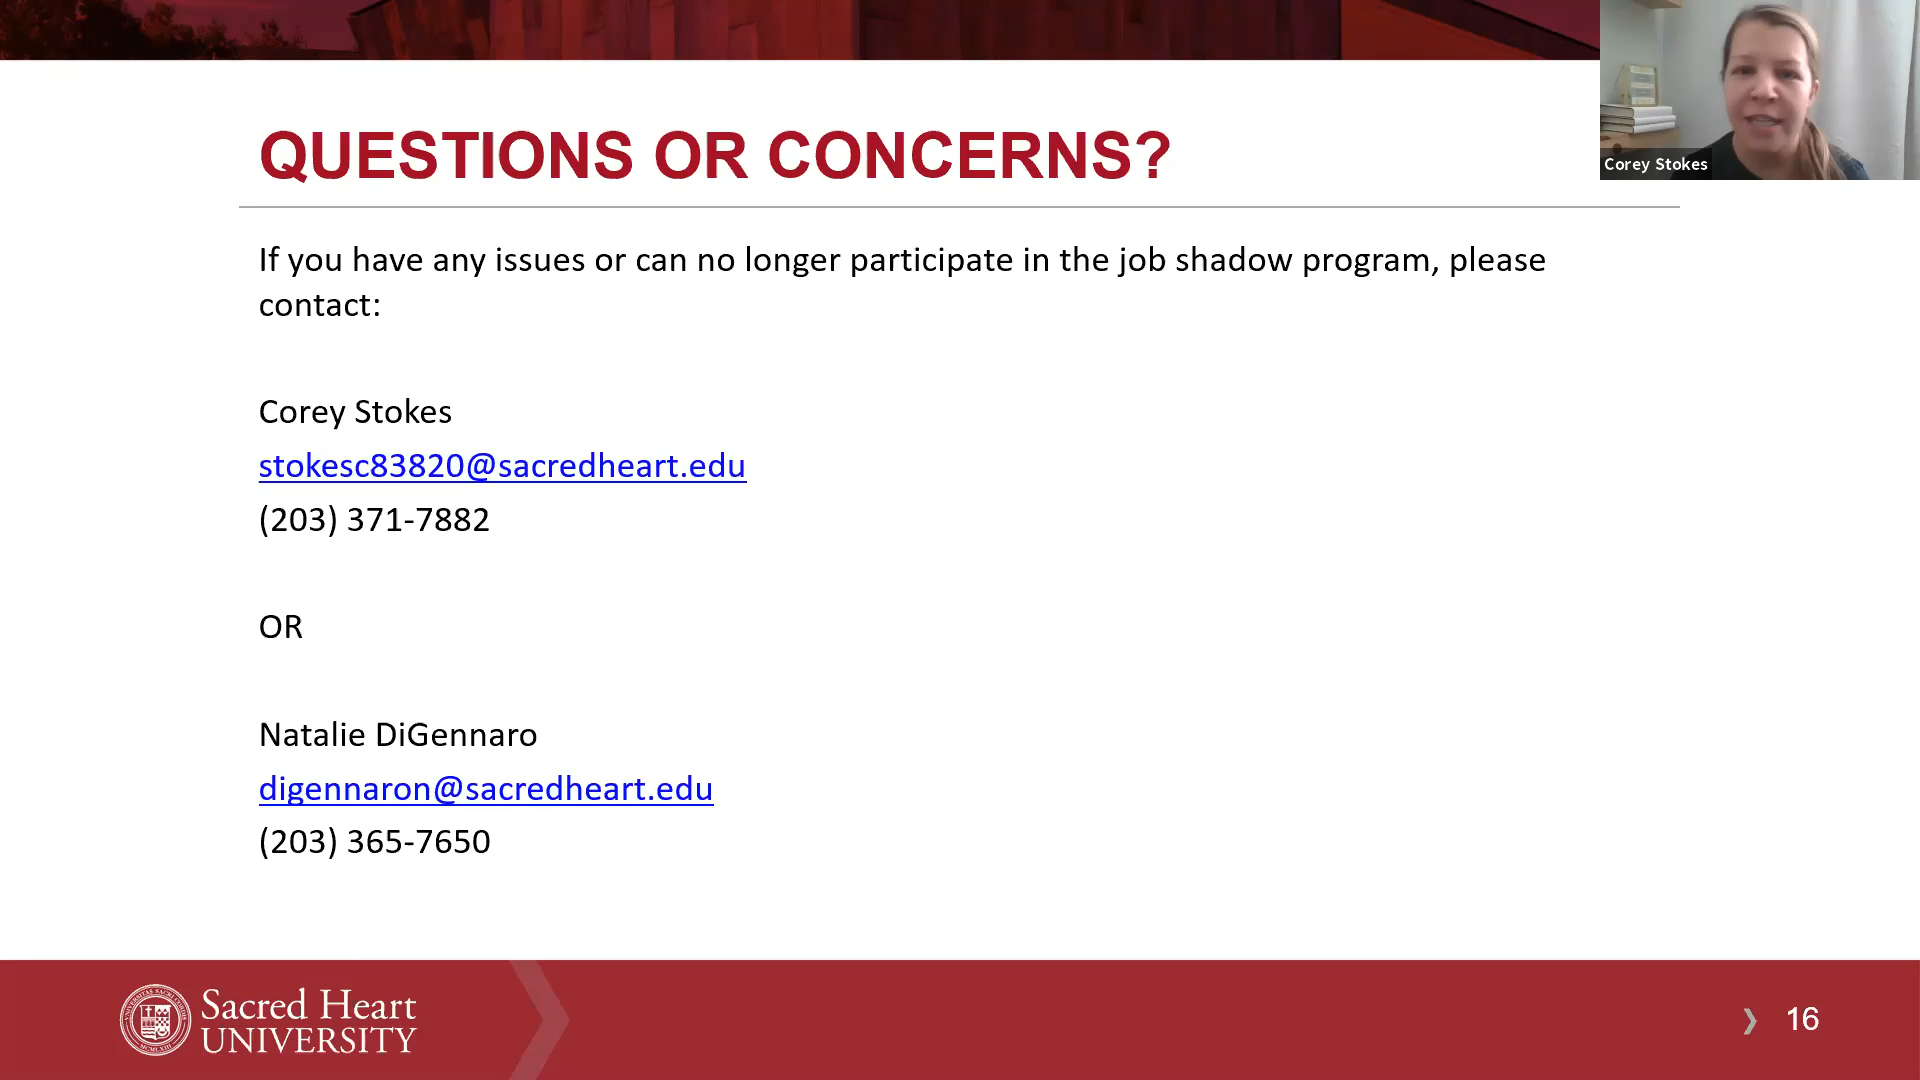 QUESTIONS OR CONCERNS?
Corey Stokes
If you have any issues or can no longer participate in the job shadow program, please
contact:
Corey Stokes
stokesc83820@sacredheart.edu
(203) 371-7882
OR
Natalie DiGennaro
digennaron@sacredheart.edu
(203) 365-7650
Sacred Heart
UNIVERSITY
16